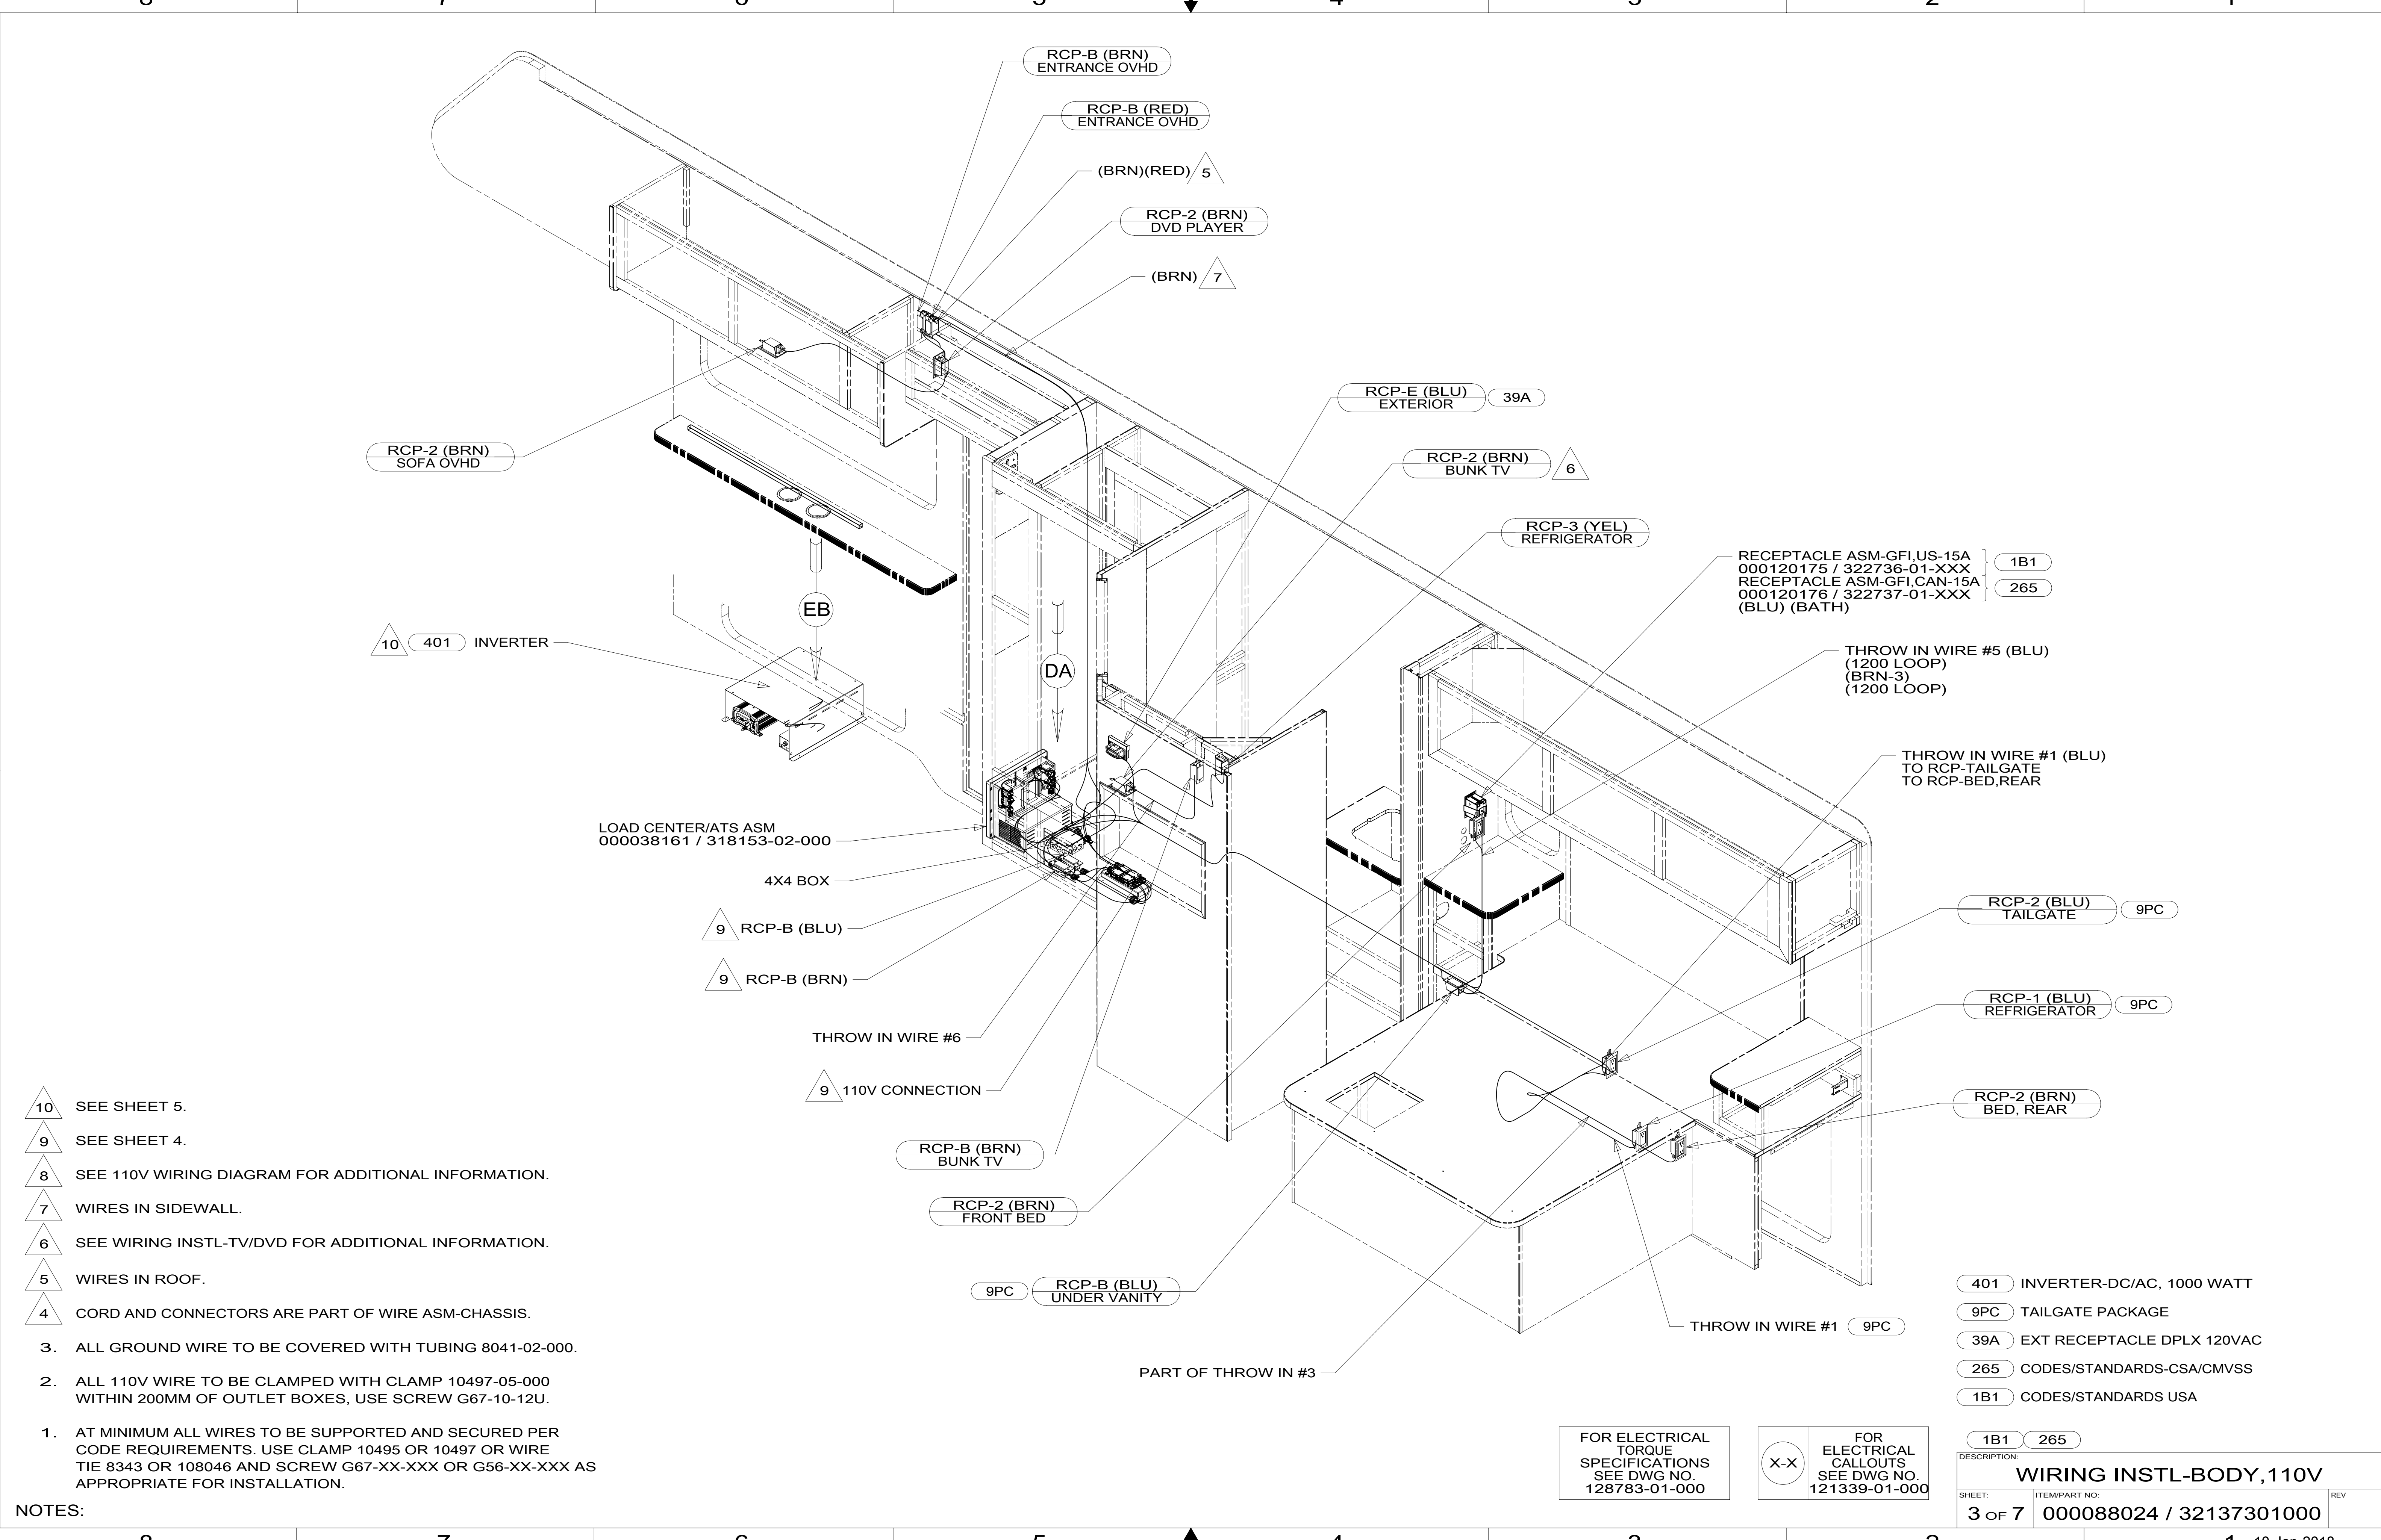 RCP-B (BRN)
ENTRANCE OVHD
RCP-B (RED)
ENTRANCE OVHD
(BRN)(RED) 5
RCP-2 (BRN)
DVD PLAYER
(BRN) 7
RCP-E (BLU)
EXTERIOR
39A
RCP-2 (BRN)
SOFA OVHD
RCP-2 (BRN)
BUNK TV
6
RCP-3 (YEL)
REFRIGERATOR
RECEPTACLE ASM-GFI,US-15A
000120175 / 322736-01-XXX
1B1
RECEPTACLE ASM-GFI,CAN-15A
000120176 / 322737-01-XXX
265
(BLU) (BATH)
EB
10 401 INVERTER
DA
THROW IN WIRE #5 (BLU)
(1200 LOOP)
(BRN-3)
(1200 LOOP)
THROW IN WIRE #1 (BLU)
TO RCP-TAILGATE
TO RCP-BED,REAR
LOAD CENTER/ATS ASM
000038161 / 318153-02-000
4X4 BOX
9 RCP-B (BLU)
9 RCP-B (BRN)
RCP-2 (BLU)
TAILGATE
9PC
RCP-1 (BLU)
REFRIGERATOR
9PC
THROW IN WIRE #6
9 110V CONNECTION
RCP-2 (BRN)
BED, REAR
RCP-B (BRN)
BUNK TV
RCP-2 (BRN)
FRONT BED
9PC
RCP-B (BLU)
UNDER VANITY
THROW IN WIRE #1 9PC
PART OF THROW IN #3
10 SEE SHEET 5.
9 SEE SHEET 4.
8 SEE 110V WIRING DIAGRAM FOR ADDITIONAL INFORMATION.
7 WIRES IN SIDEWALL.
6 SEE WIRING INSTL-TV/DVD FOR ADDITIONAL INFORMATION.
5 WIRES IN ROOF.
4 CORD AND CONNECTORS ARE PART OF WIRE ASM-CHASSIS.
3. ALL GROUND WIRE TO BE COVERED WITH TUBING 8041-02-000.
2. ALL 110V WIRE TO BE CLAMPED WITH CLAMP 10497-05-000
WITHIN 200MM OF OUTLET BOXES, USE SCREW G67-10-12U.
1. AT MINIMUM ALL WIRES TO BE SUPPORTED AND SECURED PER
CODE REQUIREMENTS. USE CLAMP 10495 OR 10497 OR WIRE
TIE 8343 OR 108046 AND SCREW G67-XX-XXX OR G56-XX-XXX AS
APPROPRIATE FOR INSTALLATION.
NOTES:
401 INVERTER-DC/AC, 1000 WATT
9PC TAILGATE PACKAGE
39A EXT RECEPTACLE DPLX 120VAC
265 CODES/STANDARDS-CSA/CMVSS
1B1 CODES/STANDARDS USA
FOR ELECTRICAL
TORQUE
SPECIFICATIONS
SEE DWG NO.
128783-01-000
X-X
FOR
ELECTRICAL
CALLOUTS
SEE DWG NO.
121339-01-000
1B1 265
DESCRIPTION:
WIRING INSTL-BODY,110V
SHEET:
3 OF 7
ITEM/PART NO:
000088024 / 32137301000
REV